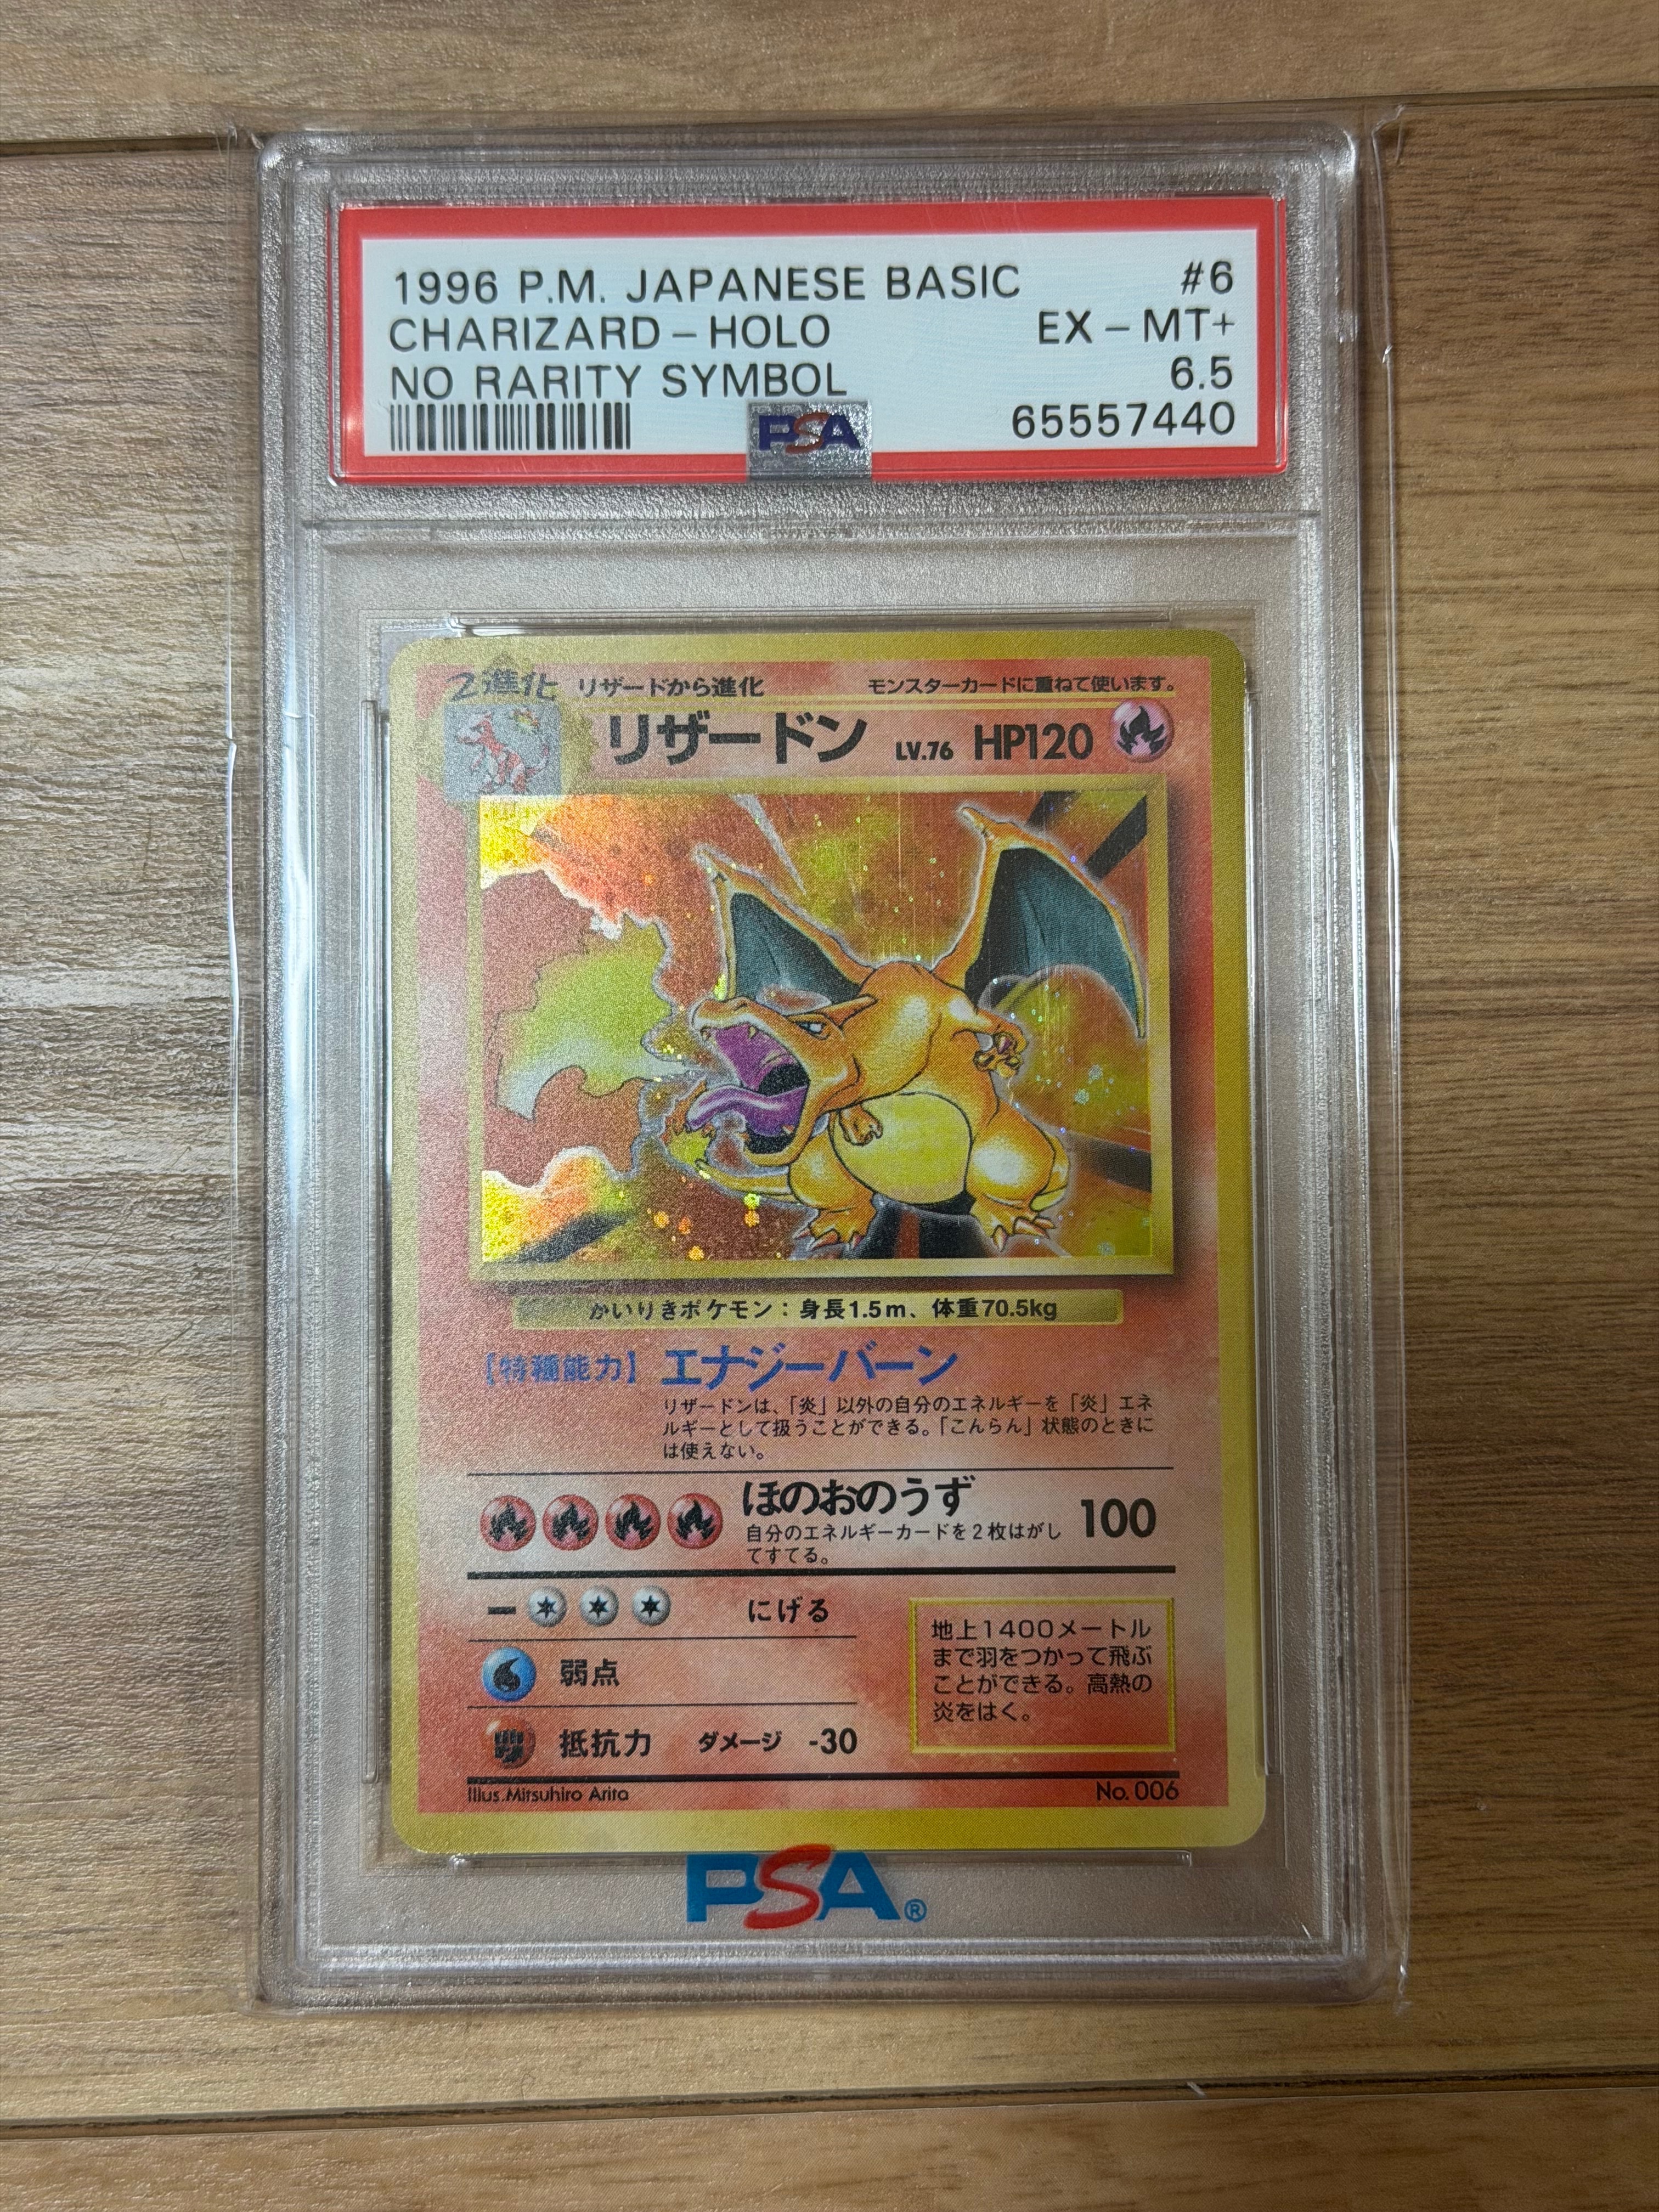 1996 P.M. JAPANESE BASIC #6
CHARIZARD-HOLO EX-MT+
NO RARITY SYMBOL 6.5
PSA 65557440
2進化 リザードから進化 モンスターカードに重ねて使います。
リザードン LV.76 HP120
かいりきポケモン：身長1.5m、体重70.5kg
【特種能力】 エナジーバーン
リザードンは、「炎」以外の自分のエネルギーを「炎」エネ
ルギーとして扱うことができる。「こんらん」状態のときに
は使えない。
ほのおのうず 100
自分のエネルギーカードを2枚はがし
てすてる。
にげる
弱点
抵抗力 ダメージ -30
地上1400メートル
まで羽をつかって飛ぶ
ことができる。高熱の
炎をはく。
Illus.Mitsuhiro Arita No.006
PSA®